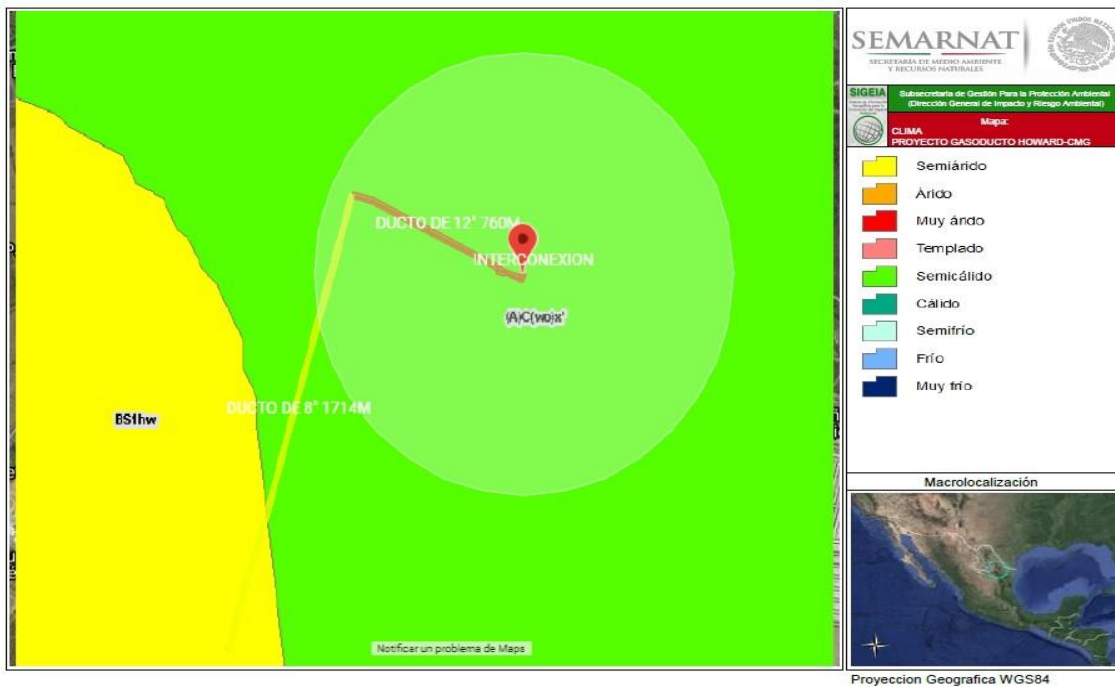 DUCTO DE 12" 760M
INTERCONEXION
(A)C(wo)x'
DUCTO DE 8" 1714M
BS1hw
Notificar un problema de Maps
SEMARNAT
SECRETARÍA DE MEDIO AMBIENTE
Y RECURSOS NATURALES
SIGEIA
Subsecretaría de Gestión Para la Protección Ambiental
(Dirección General de Impacto y Riesgo Ambiental)
Mapa:
CLIMA
PROYECTO GASODUCTO HOWARD-CMG
Semiárido
Árido
Muy árido
Templado
Semicálido
Cálido
Semifrío
Frío
Muy frío
Macrolocalización
Proyeccion Geografica WGS84